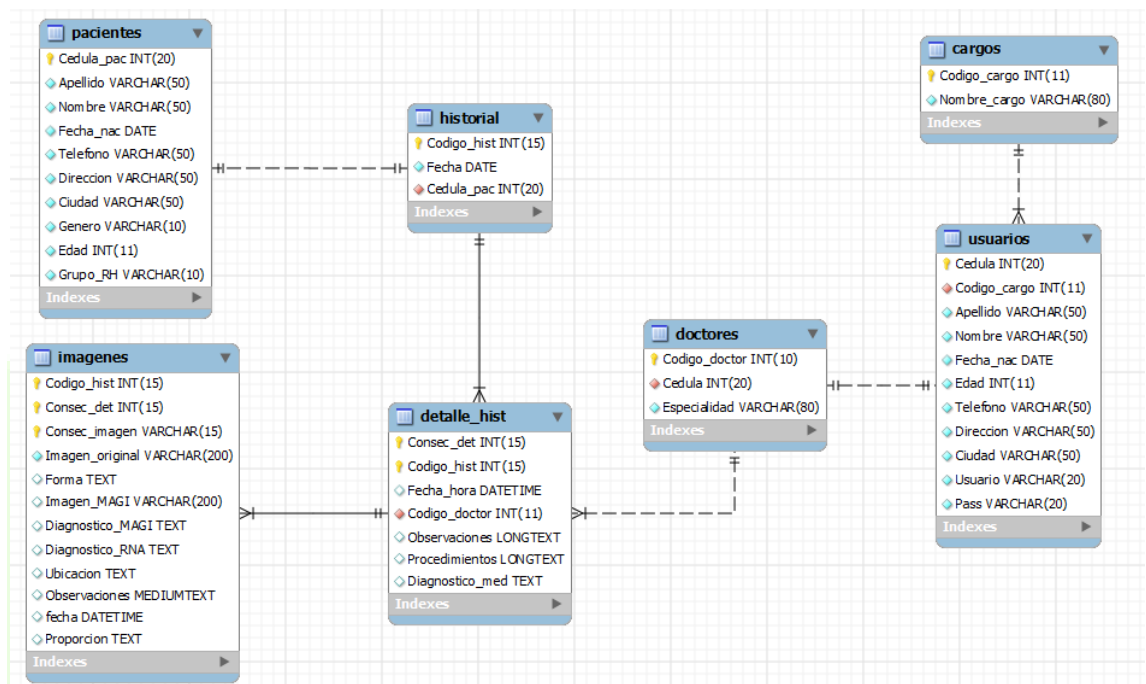 pacientes
Cedula_pac INT(20)
Apellido VARCHAR(50)
Nombre VARCHAR(50)
Fecha_nac DATE
Telefono VARCHAR(50)
Direccion VARCHAR(50)
Ciudad VARCHAR(50)
Genero VARCHAR(10)
Edad INT(11)
Grupo_RH VARCHAR(10)
Indexes
historial
Codigo_hist INT(15)
Fecha DATE
Cedula_pac INT(20)
Indexes
cargos
Codigo_cargo INT(11)
Nombre_cargo VARCHAR(80)
Indexes
usuarios
Cedula INT(20)
Codigo_cargo INT(11)
Apellido VARCHAR(50)
Nombre VARCHAR(50)
Fecha_nac DATE
Edad INT(11)
Telefono VARCHAR(50)
Direccion VARCHAR(50)
Ciudad VARCHAR(50)
Usuario VARCHAR(20)
Pass VARCHAR(20)
Indexes
doctores
Codigo_doctor INT(10)
Cedula INT(20)
Especialidad VARCHAR(80)
Indexes
imagenes
Codigo_hist INT(15)
Consec_det INT(15)
Consec_imagen VARCHAR(15)
Imagen_original VARCHAR(200)
Forma TEXT
Imagen_MAGI VARCHAR(200)
Diagnostico_MAGI TEXT
Diagnostico_RNA TEXT
Ubicacion TEXT
Observaciones MEDIUMTEXT
fecha DATETIME
Proporcion TEXT
Indexes
detalle_hist
Consec_det INT(15)
Codigo_hist INT(15)
Fecha_hora DATETIME
Codigo_doctor INT(11)
Observaciones LONGTEXT
Procedimientos LONGTEXT
Diagnostico_med TEXT
Indexes